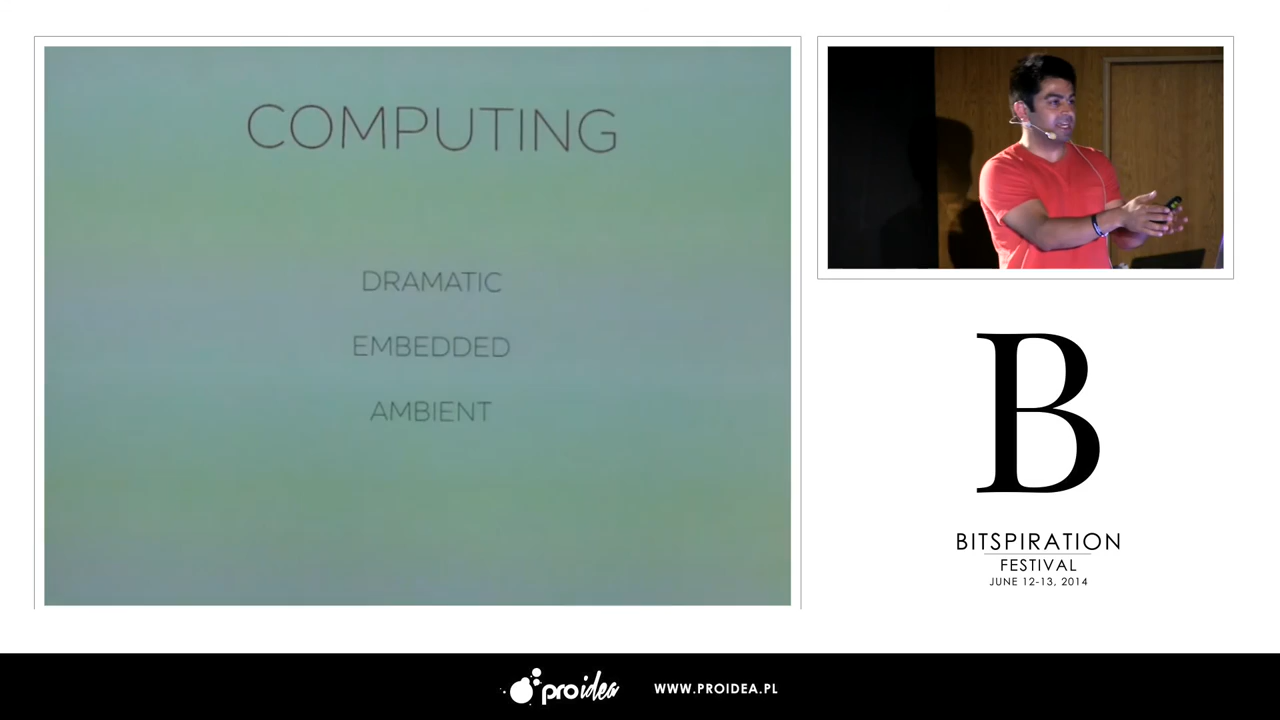 COMPUTING
DRAMATIC
EMBEDDED
AMBIENT
B
BITSPIRATION
FESTIVAL
JUNE 12-13, 2014
proidea
WWW.PROIDEA.PL